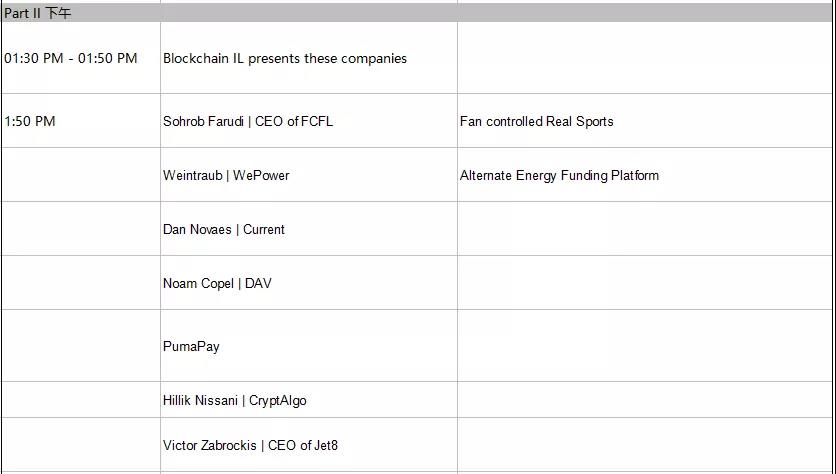 Part II 下午
01:30 PM - 01:50 PM Blockchain IL presents these companies
1:50 PM Sohrob Farudi | CEO of FCFL Fan controlled Real Sports
Weintraub | WePower Alternate Energy Funding Platform
Dan Novaes | Current
Noam Copel | DAV
PumaPay
Hillik Nissani | CryptAlgo
Victor Zabrockis | CEO of Jet8